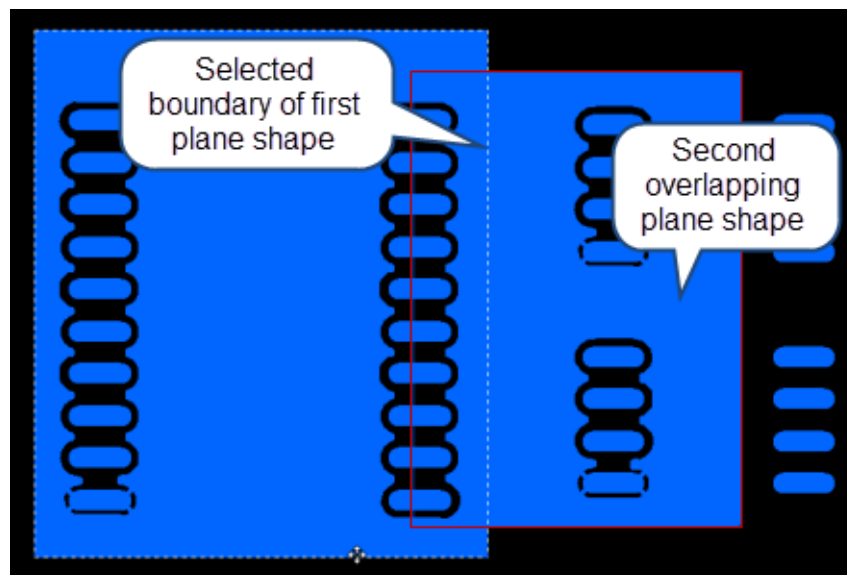 Selected
boundary of first
plane shape
Second
overlapping
plane shape